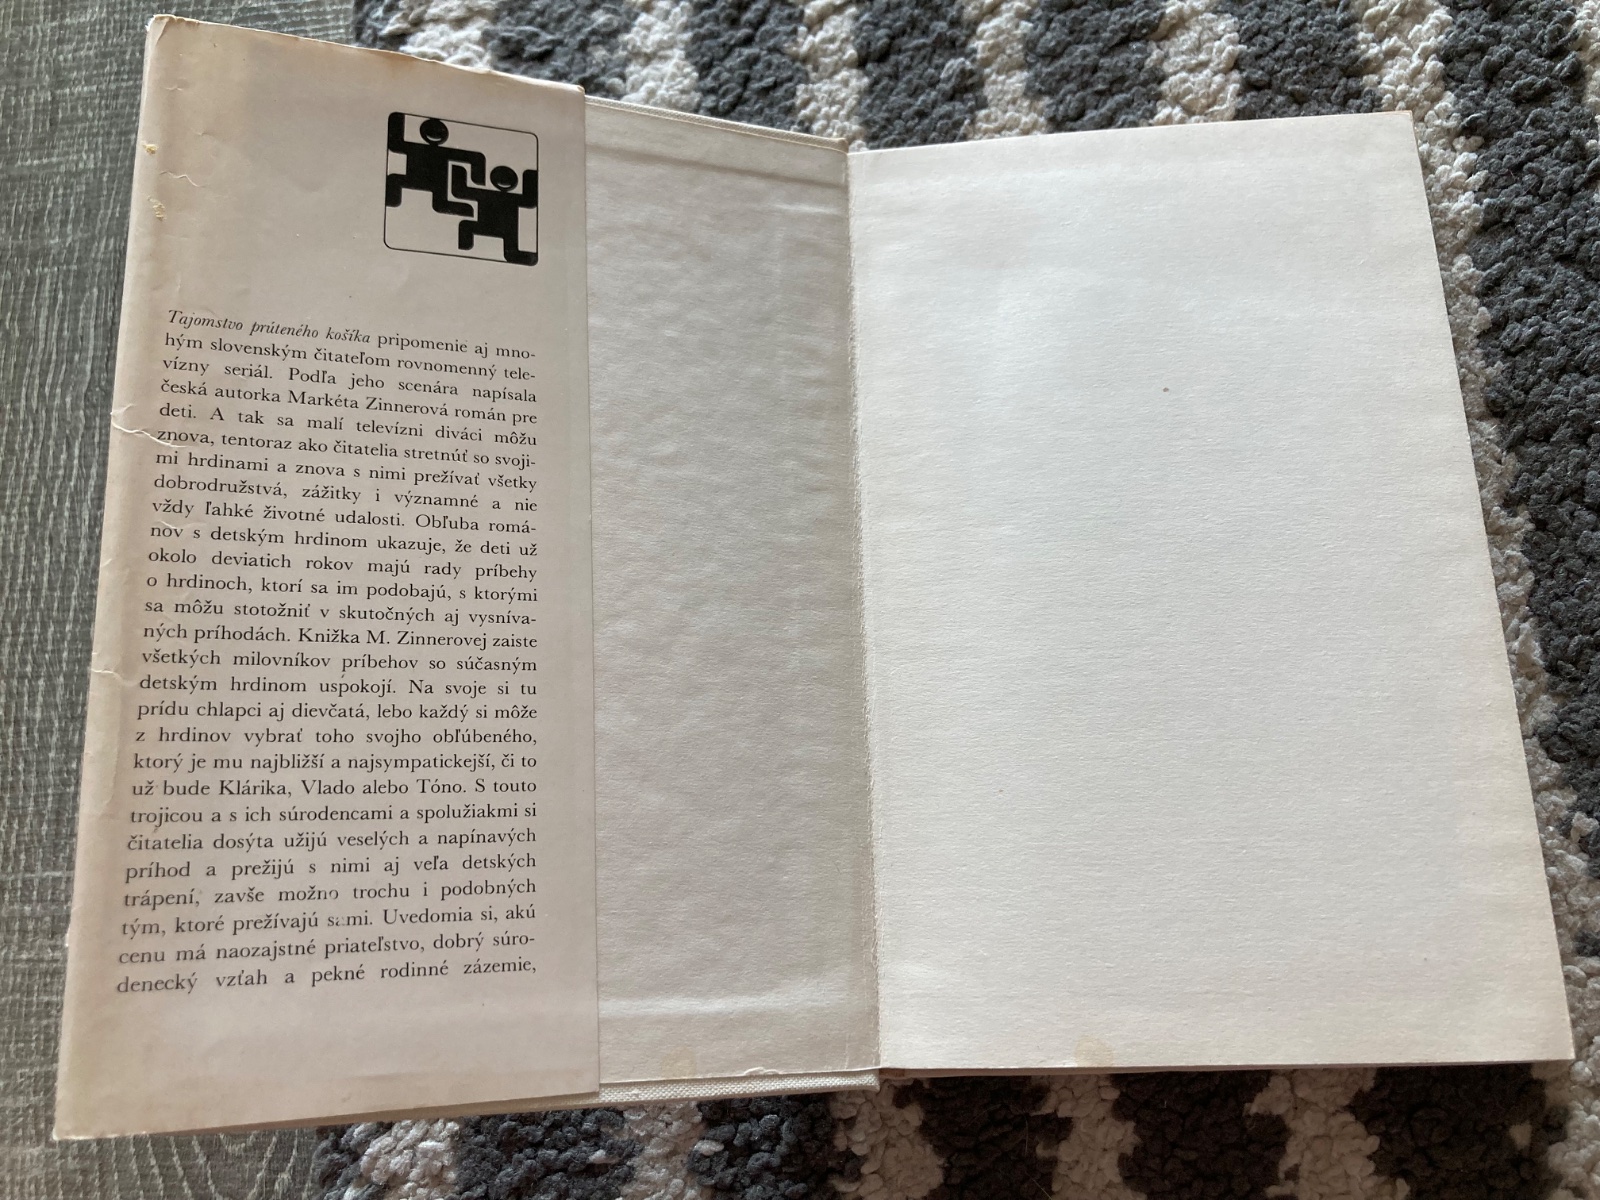 Tajomstvo prúteného košíka pripomenie aj mno-
hým slovenským čitateľom rovnomenný tele-
vízny seriál. Podľa jeho scenára napísala
česká autorka Markéta Zinnerová román pre
deti. A tak sa malí televízni diváci môžu
znova, tentoraz ako čitatelia stretnúť so svoji-
mi hrdinami a znova s nimi prežívať všetky
dobrodružstvá, zážitky i významné a nie
vždy ľahké životné udalosti. Obľuba romá-
nov s detským hrdinom ukazuje, že deti už
okolo deviatich rokov majú rady príbehy
o hrdinoch, ktorí sa im podobajú, s ktorými
sa môžu stotožniť v skutočných aj vysníva-
ných príhodách. Knižka M. Zinnerovej zaiste
všetkých milovníkov príbehov so súčasným
detským hrdinom uspokojí. Na svoje si tu
prídu chlapci aj dievčatá, lebo každý si môže
z hrdinov vybrať toho svojho obľúbeného,
ktorý je mu najbližší a najsympatickejší, či to
už bude Klárika, Vlado alebo Tóno. S touto
trojicou a s ich súrodencami a spolužiakmi si
čitatelia dosýta užijú veselých a napínavých
príhod a prežijú s nimi aj veľa detských
trápení, zavše možno trochu i podobných
tým, ktoré prežívajú sami. Uvedomia si, akú
cenu má naozajstné priateľstvo, dobrý súro-
denecký vzťah a pekné rodinné zázemie,